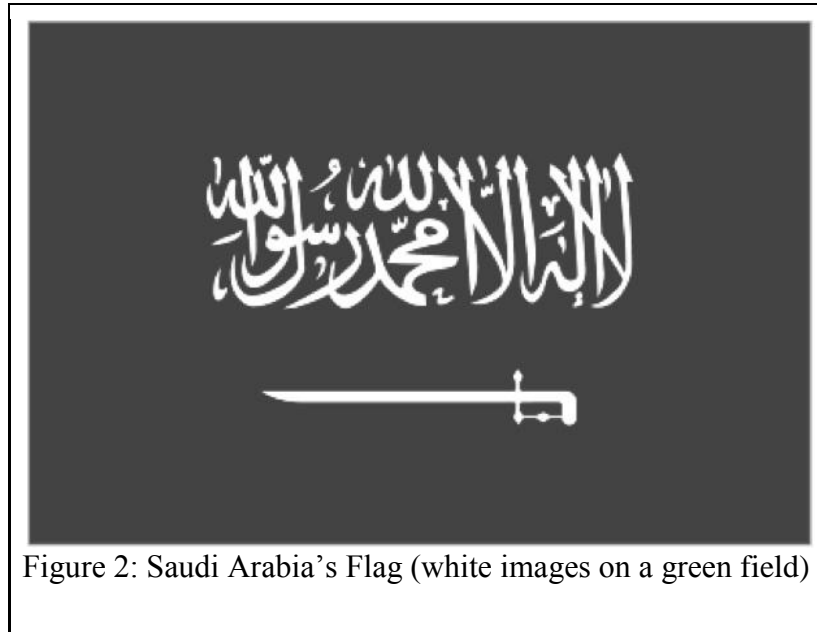 لا إله إلا الله محمد رسول الله
Figure 2: Saudi Arabia’s Flag (white images on a green field)